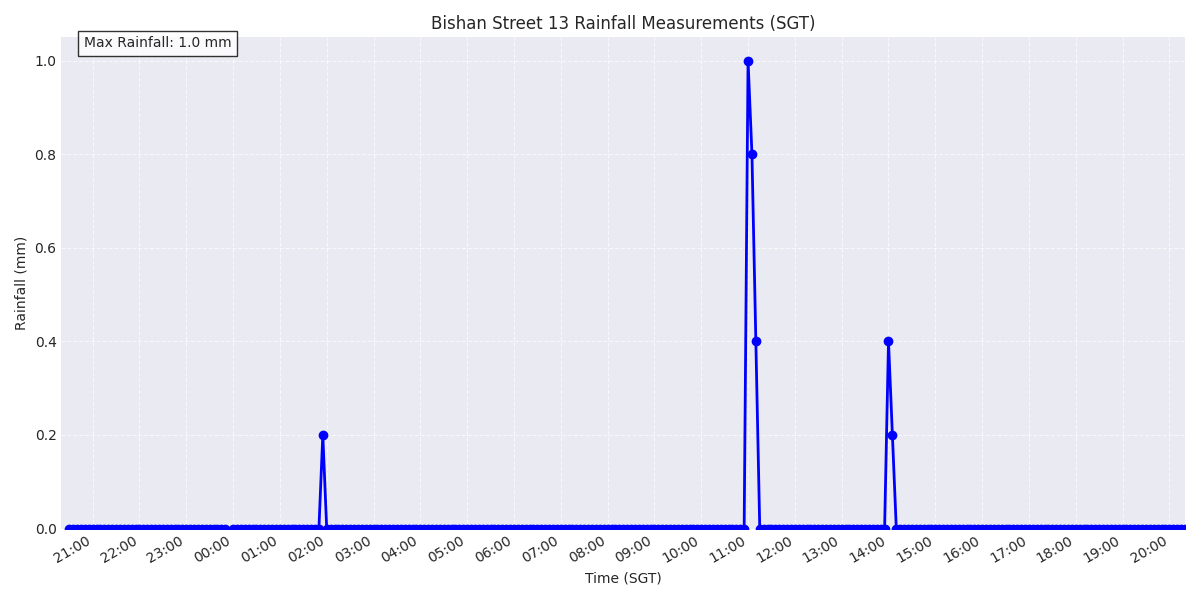 Bishan Street 13 Rainfall Measurements (SGT)
Max Rainfall: 1.0 mm
Rainfall (mm)
1.0
0.8
0.6
0.4
0.2
0.0
21:00 22:00 23:00 00:00 01:00 02:00 03:00 04:00 05:00 06:00 07:00 08:00 09:00 10:00 11:00 12:00 13:00 14:00 15:00 16:00 17:00 18:00 19:00 20:00
Time (SGT)